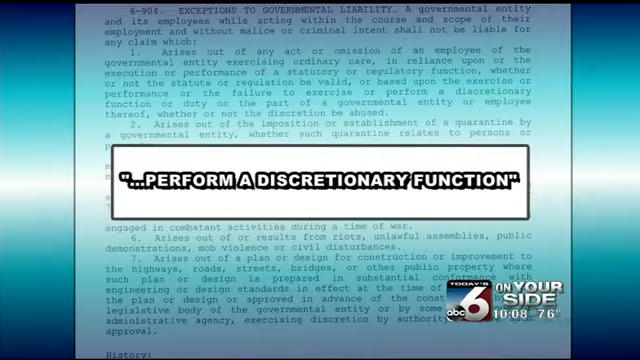 6-904. EXCEPTIONS TO GOVERNMENTAL LIABILITY. A governmental entity
and its employees while acting within the course and scope of their
employment and without malice or criminal intent shall not be liable for
any claim which:
1. Arises out of any act or omission of an employee of the
governmental entity exercising ordinary care, in reliance upon or
the execution or performance of a statutory or regulatory function, whether
or not the statute or regulation be valid, or based upon the exercise or
performance or the failure to exercise or perform a discretionary
function or duty on the part of a governmental entity or employee
thereof, whether or not the discretion be abused.
2. Arises out of the imposition or establishment of a quarantine by
a governmental entity, whether such quarantine relates to persons or
"...PERFORM A DISCRETIONARY FUNCTION"
engaged in combatant activities during a time of war.
6. Arises out of or results from riots, unlawful assemblies, public
demonstrations, mob violence or civil disturbances.
7. Arises out of a plan or design for construction or improvement to
the highways, roads, streets, bridges, or other public property where
such plan or design is prepared in substantial conformance with
engineering or design standards in effect at the time of
the plan or design or approved in advance of the
legislative body of the governmental entity or by some
administrative agency, exercising discretion by authority
approval.
History:
TODAY'S
abc 6
ON YOUR
SIDE
10:08 76°